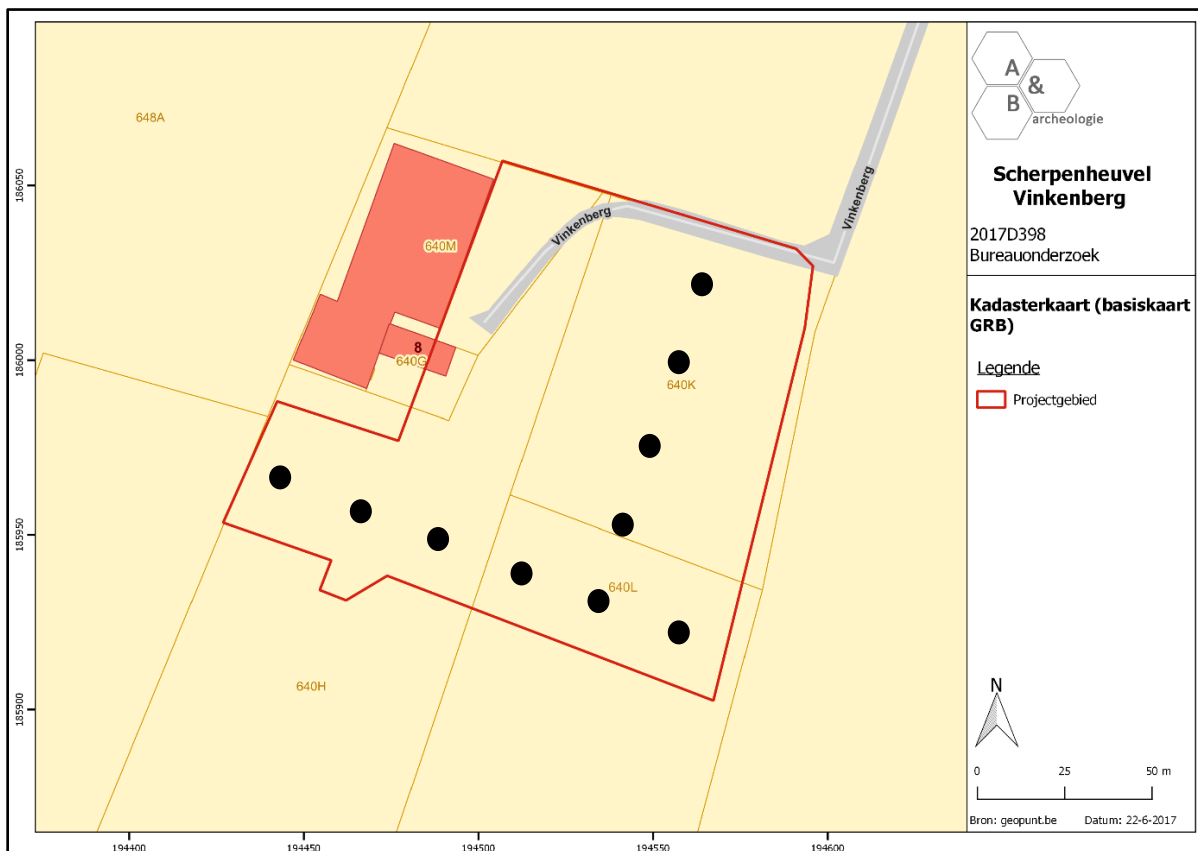 A
&
B
archeologie
Scherpenheuvel
Vinkenberg
2017D398
Bureauonderzoek
Kadasterkaart (basiskaart
GRB)
Legende
Projectgebied
N
0 25 50 m
Bron: geopunt.be Datum: 22-6-2017
648A
640M
Vinkenberg
Vinkenberg
8
640G
640K
640L
640H
186050
186000
185950
185900
194400 194450 194500 194550 194600